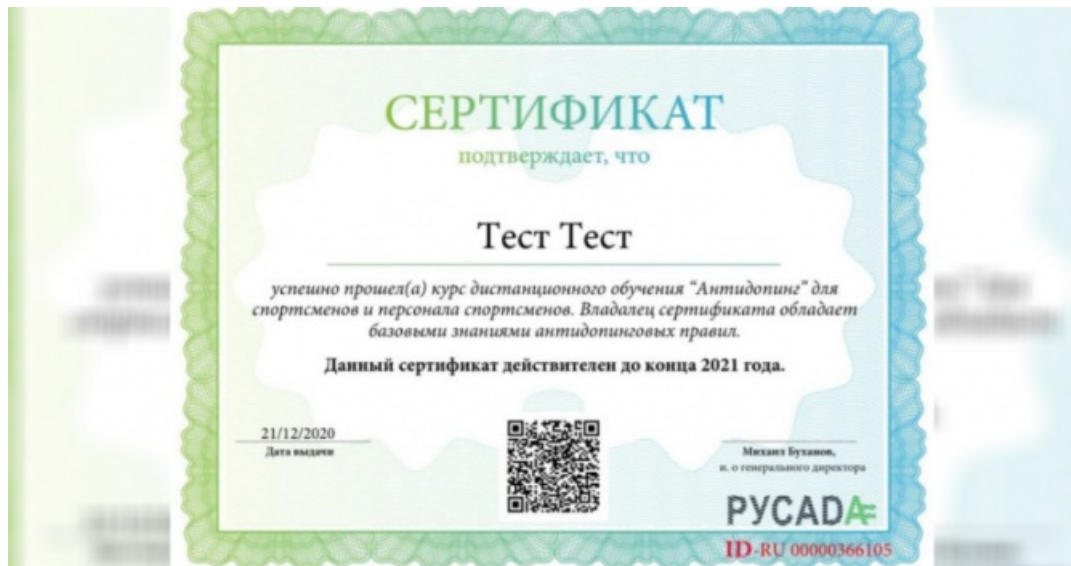 СЕРТИФИКАТ
подтверждает, что
Тест Тест
успешно прошел(а) курс дистанционного обучения "Антидопинг" для
спортсменов и персонала спортсменов. Владалец сертификата обладает
базовыми знаниями антидопинговых правил.
Данный сертификат действителен до конца 2021 года.
21/12/2020
Дата выдачи
Михаил Буханов,
и. о генерального директора
РУСАDA
ID-RU 00000366105